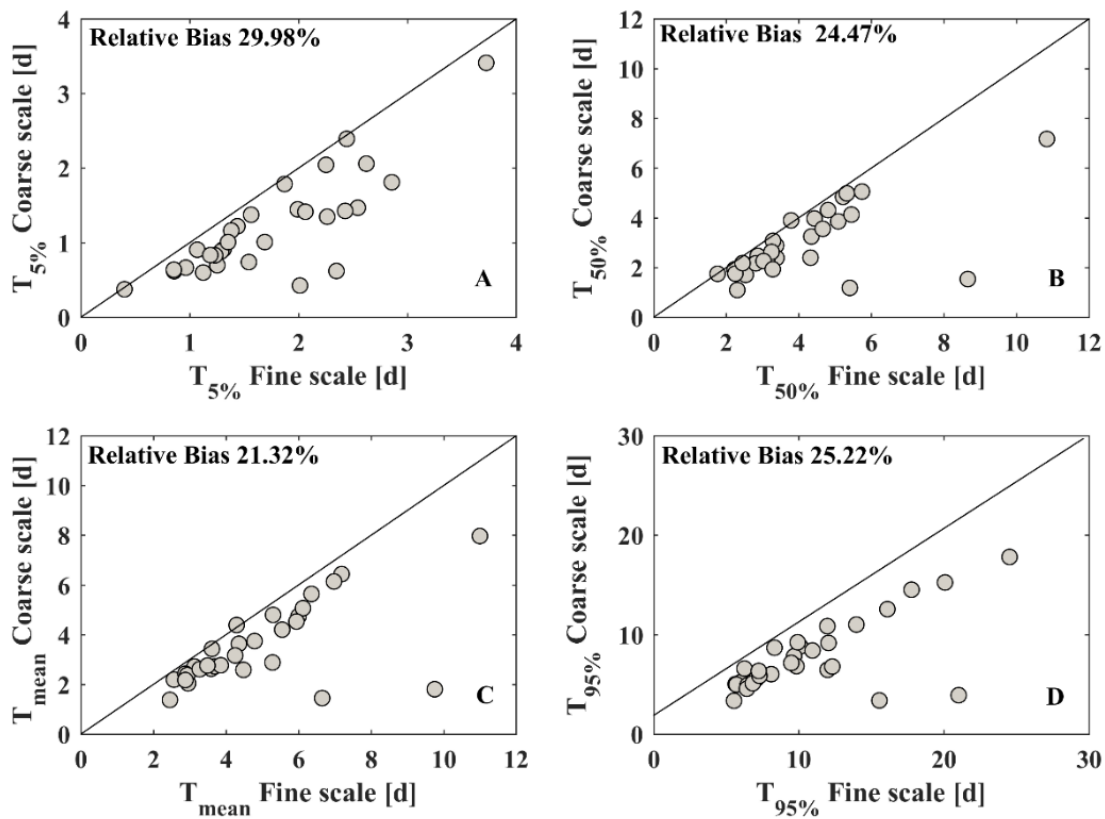 Relative Bias 29.98%
T5% Coarse scale [d]
4
3
2
1
0
A
0 1 2 3 4
T5% Fine scale [d]
Relative Bias 24.47%
T50% Coarse scale [d]
12
10
8
6
4
2
0
B
0 2 4 6 8 10 12
T50% Fine scale [d]
Relative Bias 21.32%
Tmean Coarse scale [d]
12
10
8
6
4
2
0
C
0 2 4 6 8 10 12
Tmean Fine scale [d]
Relative Bias 25.22%
T95% Coarse scale [d]
30
20
10
0
D
0 10 20 30
T95% Fine scale [d]